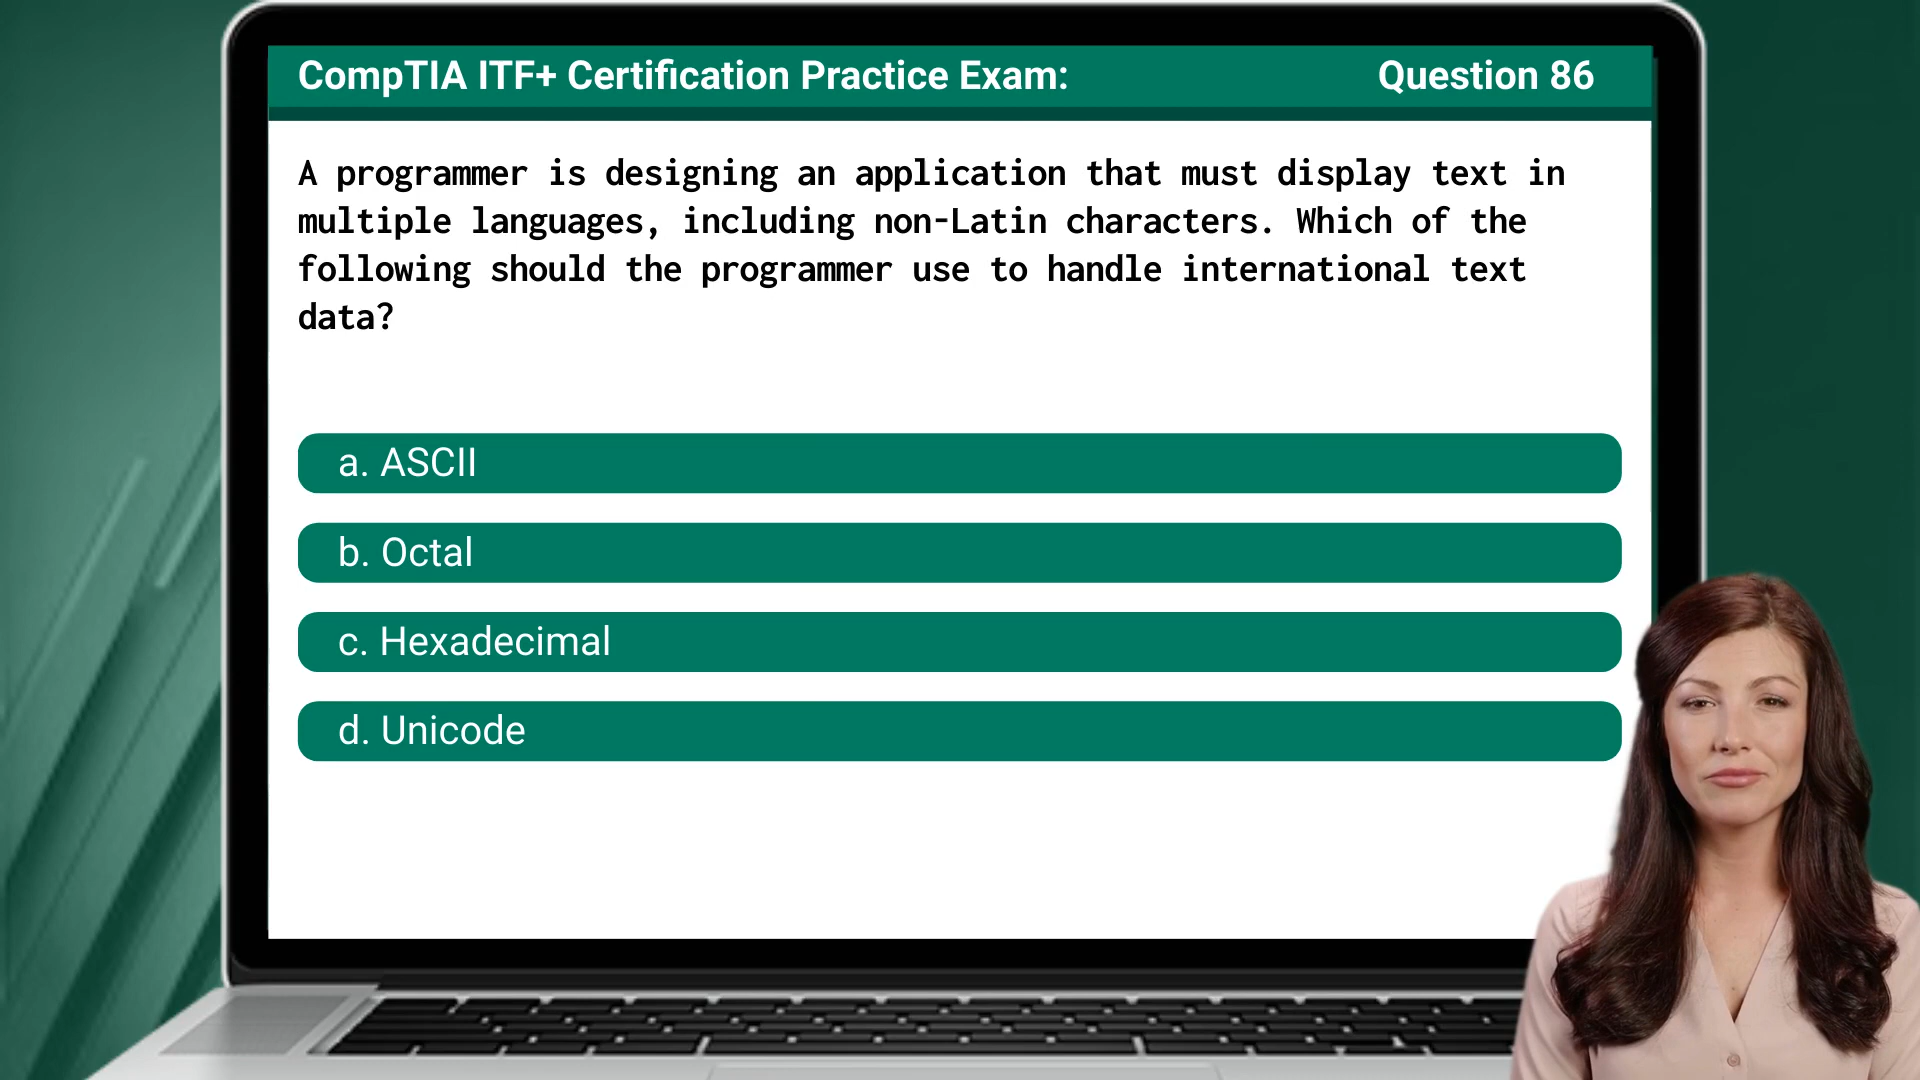 CompTIA ITF+ Certification Practice Exam:
Question 86
A programmer is designing an application that must display text in
multiple languages, including non-Latin characters. Which of the
following should the programmer use to handle international text
data?
a. ASCII
b. Octal
c. Hexadecimal
d. Unicode